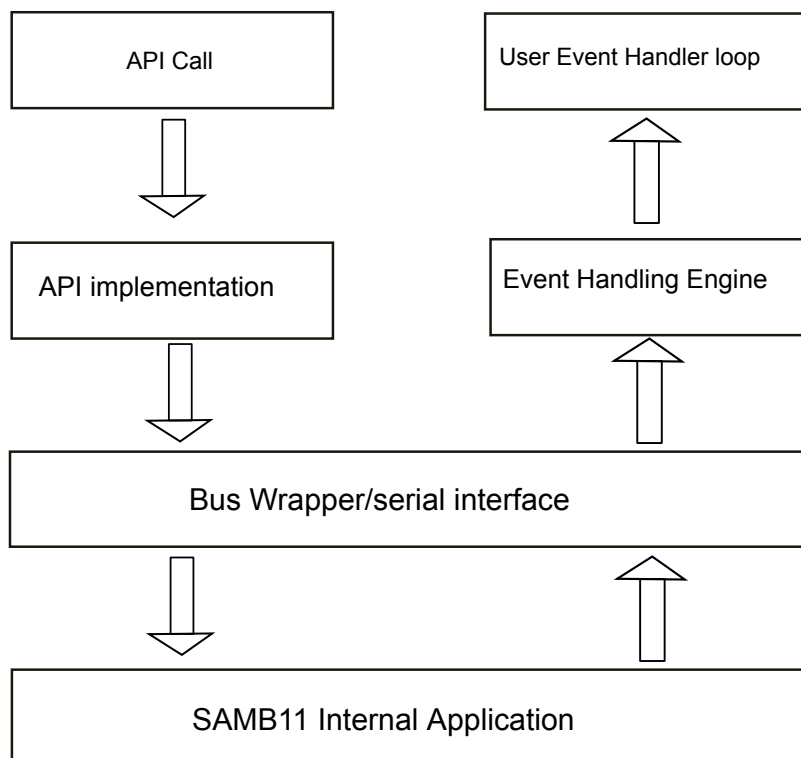 API Call
User Event Handler loop
API implementation
Event Handling Engine
Bus Wrapper/serial interface
SAMB11 Internal Application